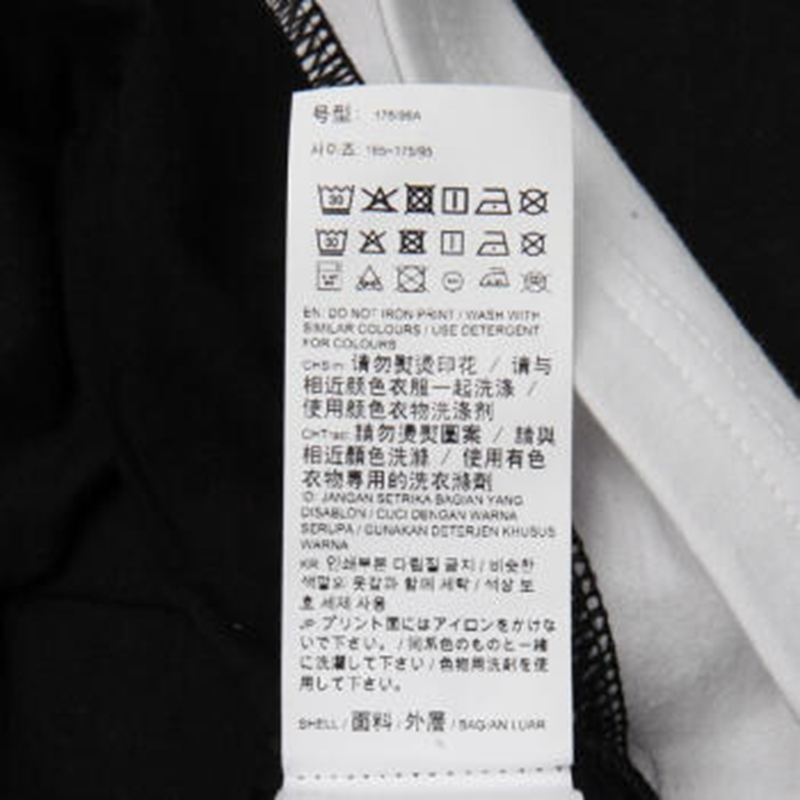 号型: 175/96A
사이즈: 165~175/95
30
30
EN: DO NOT IRON PRINT / WASH WITH
SIMILAR COLOURS / USE DETERGENT
FOR COLOURS
请勿熨烫印花 / 请与
相近颜色衣服一起洗涤 /
使用颜色衣物洗涤剂
請勿燙熨圖案 / 請與
相近顏色洗滌 / 使用有色
衣物專用的洗衣滌劑
ID: JANGAN SETRIKA BAGIAN YANG
DISABLON / CUCI DENGAN WARNA
SERUPA / GUNAKAN DETERJEN KHUSUS
WARNA
KR: 인쇄부분 다림질 금지 / 비슷한
색깔의 옷감과 함께 세탁 / 색상 보
호 세제 사용
JP: プリント面にはアイロンをかけな
いで下さい。 / 同系色のものと一緒
に洗濯して下さい / 色物用洗剤を使
用して下さい。
SHELL / 面料 / 外層 / BAGIAN LUAR